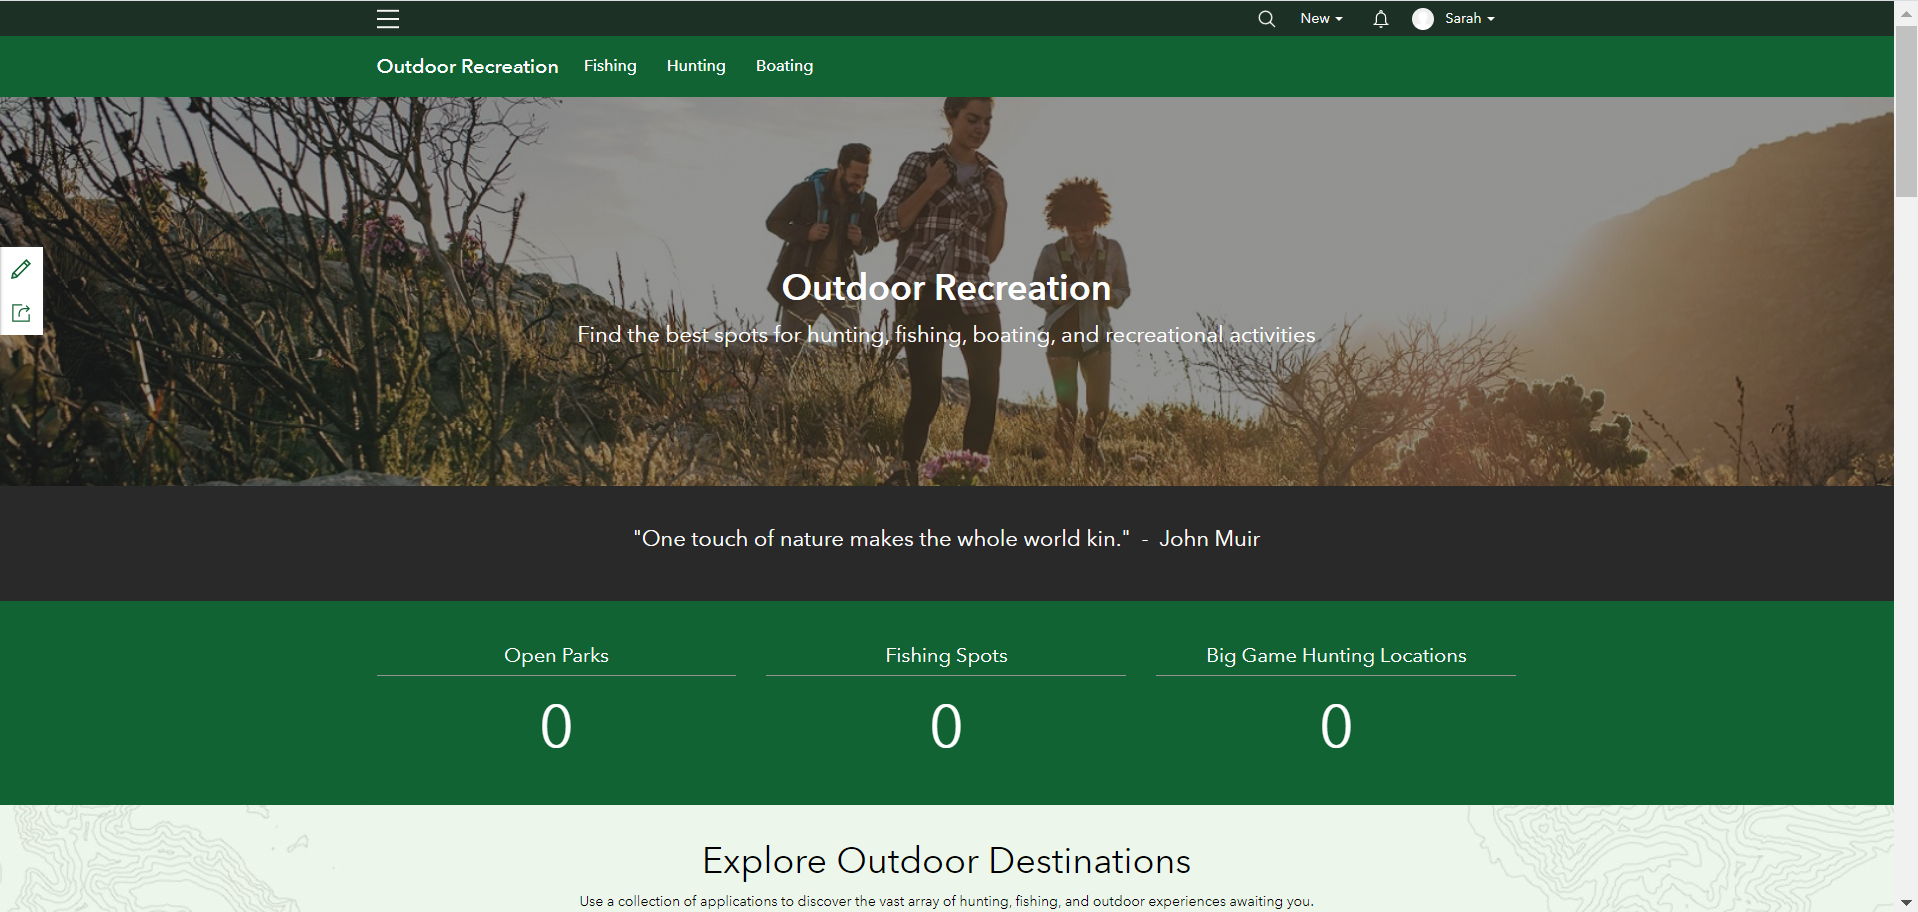 New
Sarah
Outdoor Recreation
Fishing
Hunting
Boating
Outdoor Recreation
Find the best spots for hunting, fishing, boating, and recreational activities
"One touch of nature makes the whole world kin." - John Muir
Open Parks
0
Fishing Spots
0
Big Game Hunting Locations
0
Explore Outdoor Destinations
Use a collection of applications to discover the vast array of hunting, fishing, and outdoor experiences awaiting you.